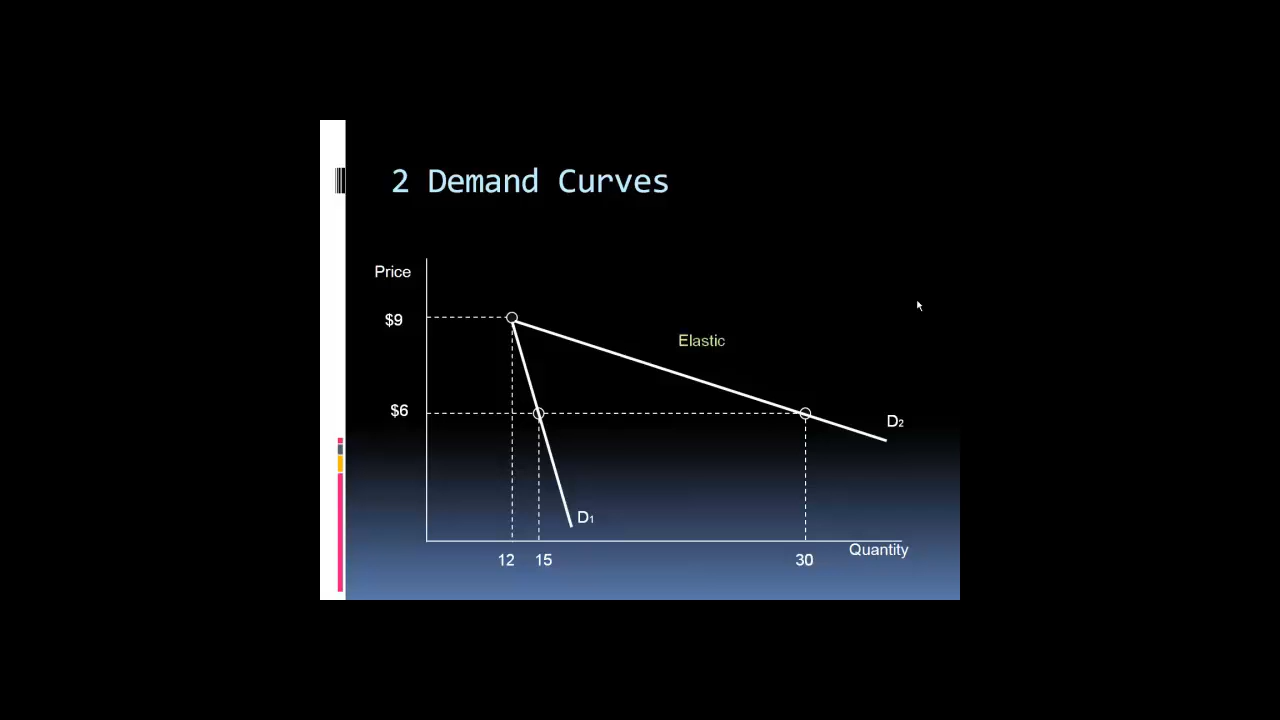 2 Demand Curves
Price
$9
Elastic
$6
D₂
D₁
Quantity
12 15 30